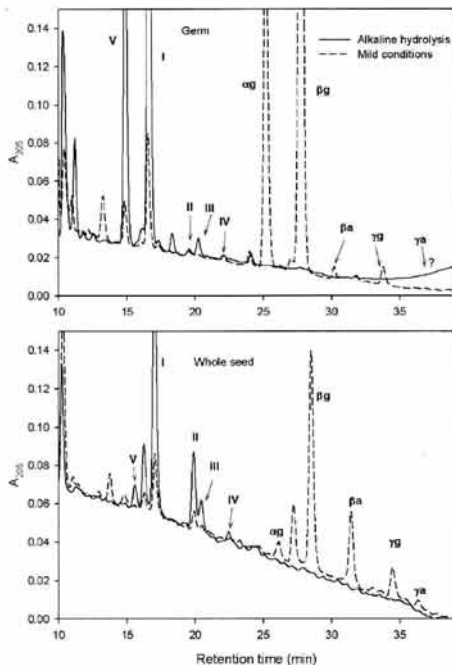 Germ
Alkaline hydrolysis
Mild conditions
V
I
αg
βg
II
III
IV
βa
γg
γa
?
A205
0.14
0.12
0.10
0.08
0.06
0.04
0.02
0.00
10 15 20 25 30 35
Whole seed
I
βg
II
III
V
IV
αg
βa
γg
γa
A205
0.14
0.12
0.10
0.08
0.06
0.04
0.02
0.00
10 15 20 25 30 35
Retention time (min)